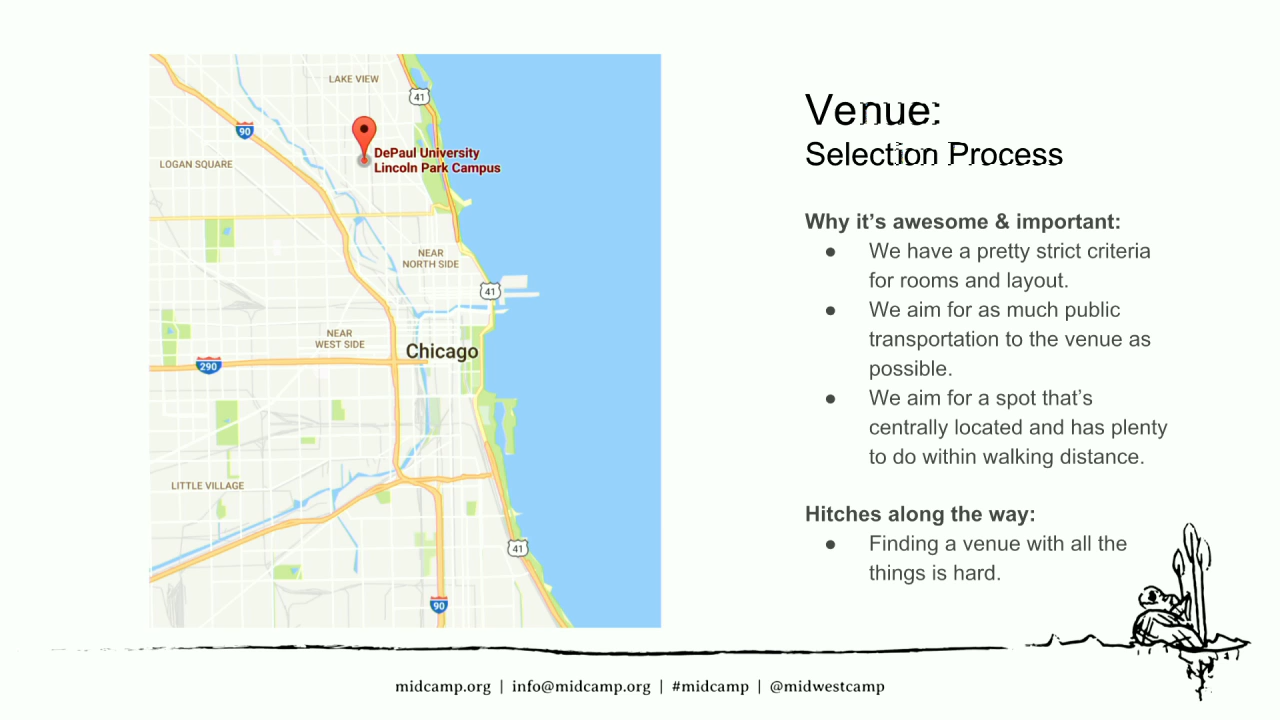 LAKE VIEW
41
90
LOGAN SQUARE
DePaul University
Lincoln Park Campus
NEAR
NORTH SIDE
41
NEAR
WEST SIDE
Chicago
290
LITTLE VILLAGE
41
90
Venue:
Selection Process
Why it’s awesome & important:
● We have a pretty strict criteria
for rooms and layout.
● We aim for as much public
transportation to the venue as
possible.
● We aim for a spot that’s
centrally located and has plenty
to do within walking distance.
Hitches along the way:
● Finding a venue with all the
things is hard.
midcamp.org | info@midcamp.org | #midcamp | @midwestcamp